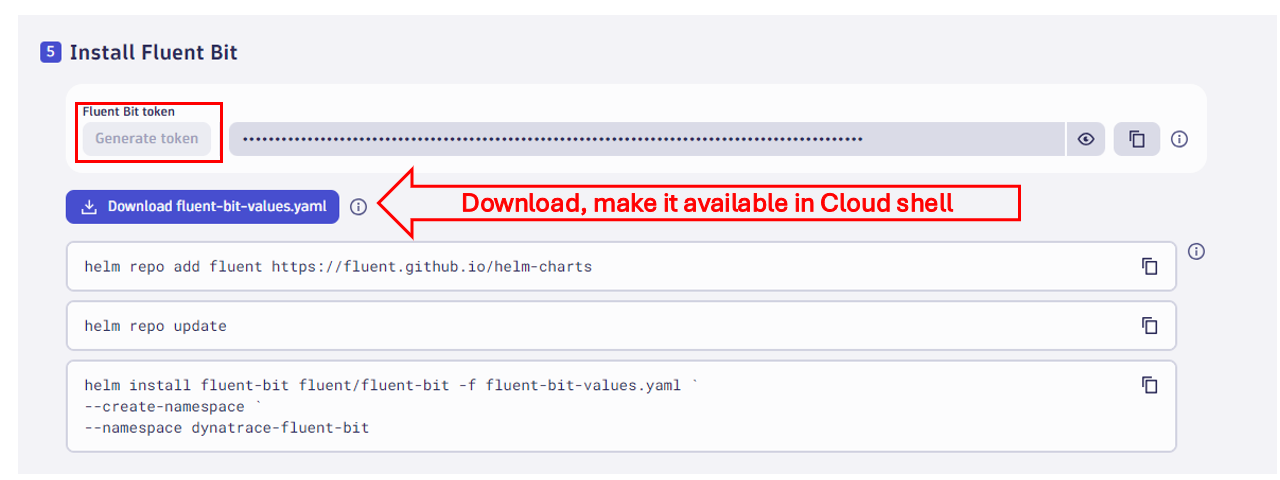 5 Install Fluent Bit
Fluent Bit token
Generate token
••••••••••••••••••••••••••••••••••••••••••••••••••••••••••••••••••••••••••••••••••••••••••••••••
Download fluent-bit-values.yaml
Download, make it available in Cloud shell
helm repo add fluent https://fluent.github.io/helm-charts
helm repo update
helm install fluent-bit fluent/fluent-bit -f fluent-bit-values.yaml `
--create-namespace `
--namespace dynatrace-fluent-bit